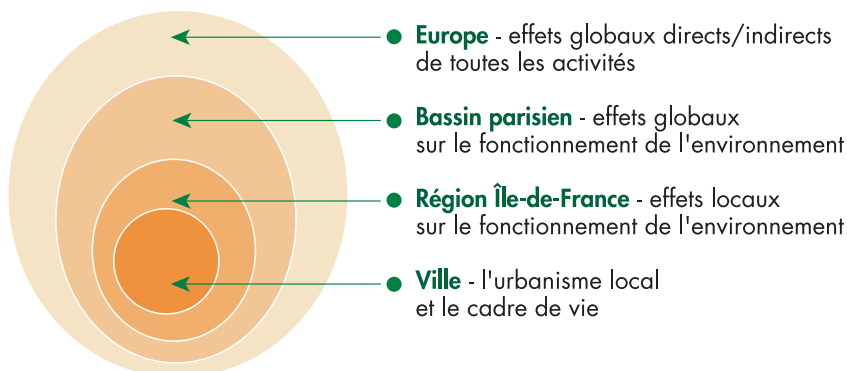 Europe - effets globaux directs/indirects
de toutes les activités
Bassin parisien - effets globaux
sur le fonctionnement de l'environnement
Région Île-de-France - effets locaux
sur le fonctionnement de l'environnement
Ville - l'urbanisme local
et le cadre de vie